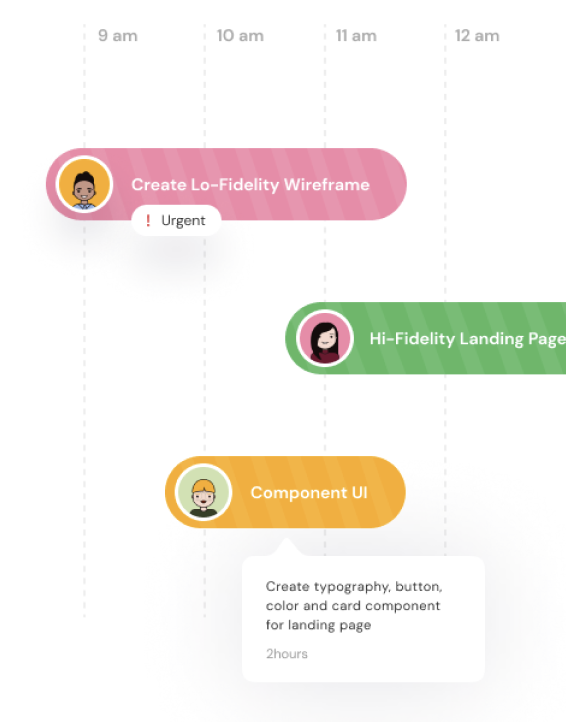 9 am 10 am 11 am 12 am
Create Lo-Fidelity Wireframe
! Urgent
Hi-Fidelity Landing Page
Component UI
Create typography, button,
color and card component
for landing page
2hours